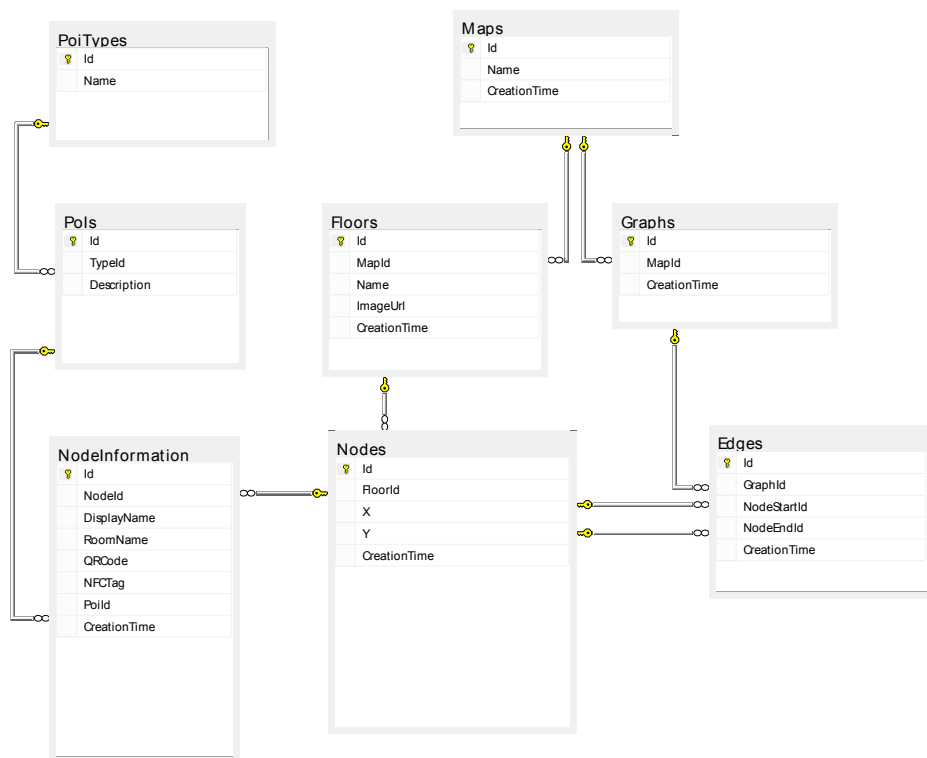 PoiTypes
Id
Name
Maps
Id
Name
CreationTime
PoIs
Id
TypeId
Description
Floors
Id
MapId
Name
ImageUrl
CreationTime
Graphs
Id
MapId
CreationTime
NodeInformation
Id
NodeId
DisplayName
RoomName
QRCode
NFCTag
PoiId
CreationTime
Nodes
Id
FloorId
X
Y
CreationTime
Edges
Id
GraphId
NodeStartId
NodeEndId
CreationTime